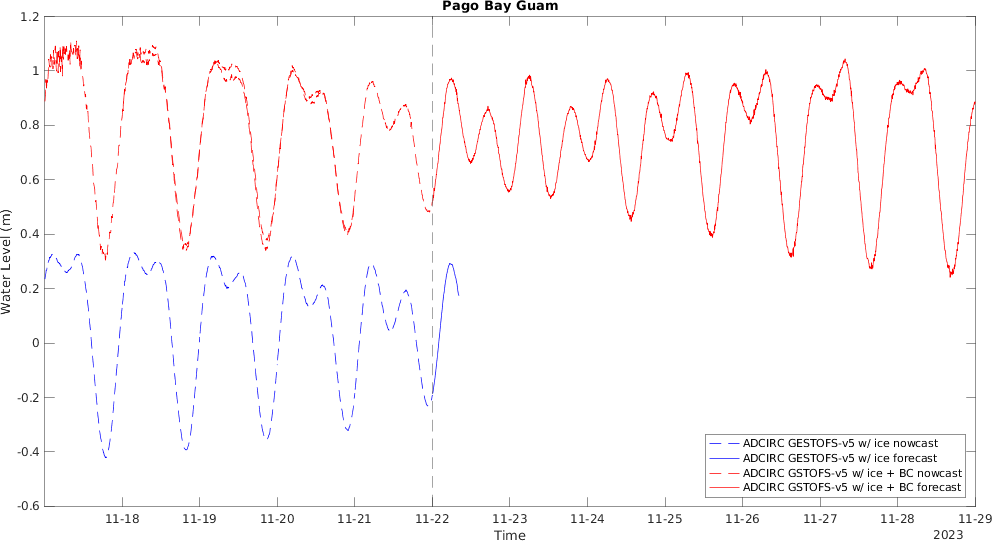 Pago Bay Guam
1.2
1
0.8
0.6
0.4
0.2
0
-0.2
-0.4
-0.6
Water Level (m)
ADCIRC GESTOFS-v5 w/ ice nowcast
ADCIRC GESTOFS-v5 w/ ice forecast
ADCIRC GSTOFS-v5 w/ ice + BC nowcast
ADCIRC GSTOFS-v5 w/ ice + BC forecast
11-18 11-19 11-20 11-21 11-22 11-23 11-24 11-25 11-26 11-27 11-28 11-29
Time
2023